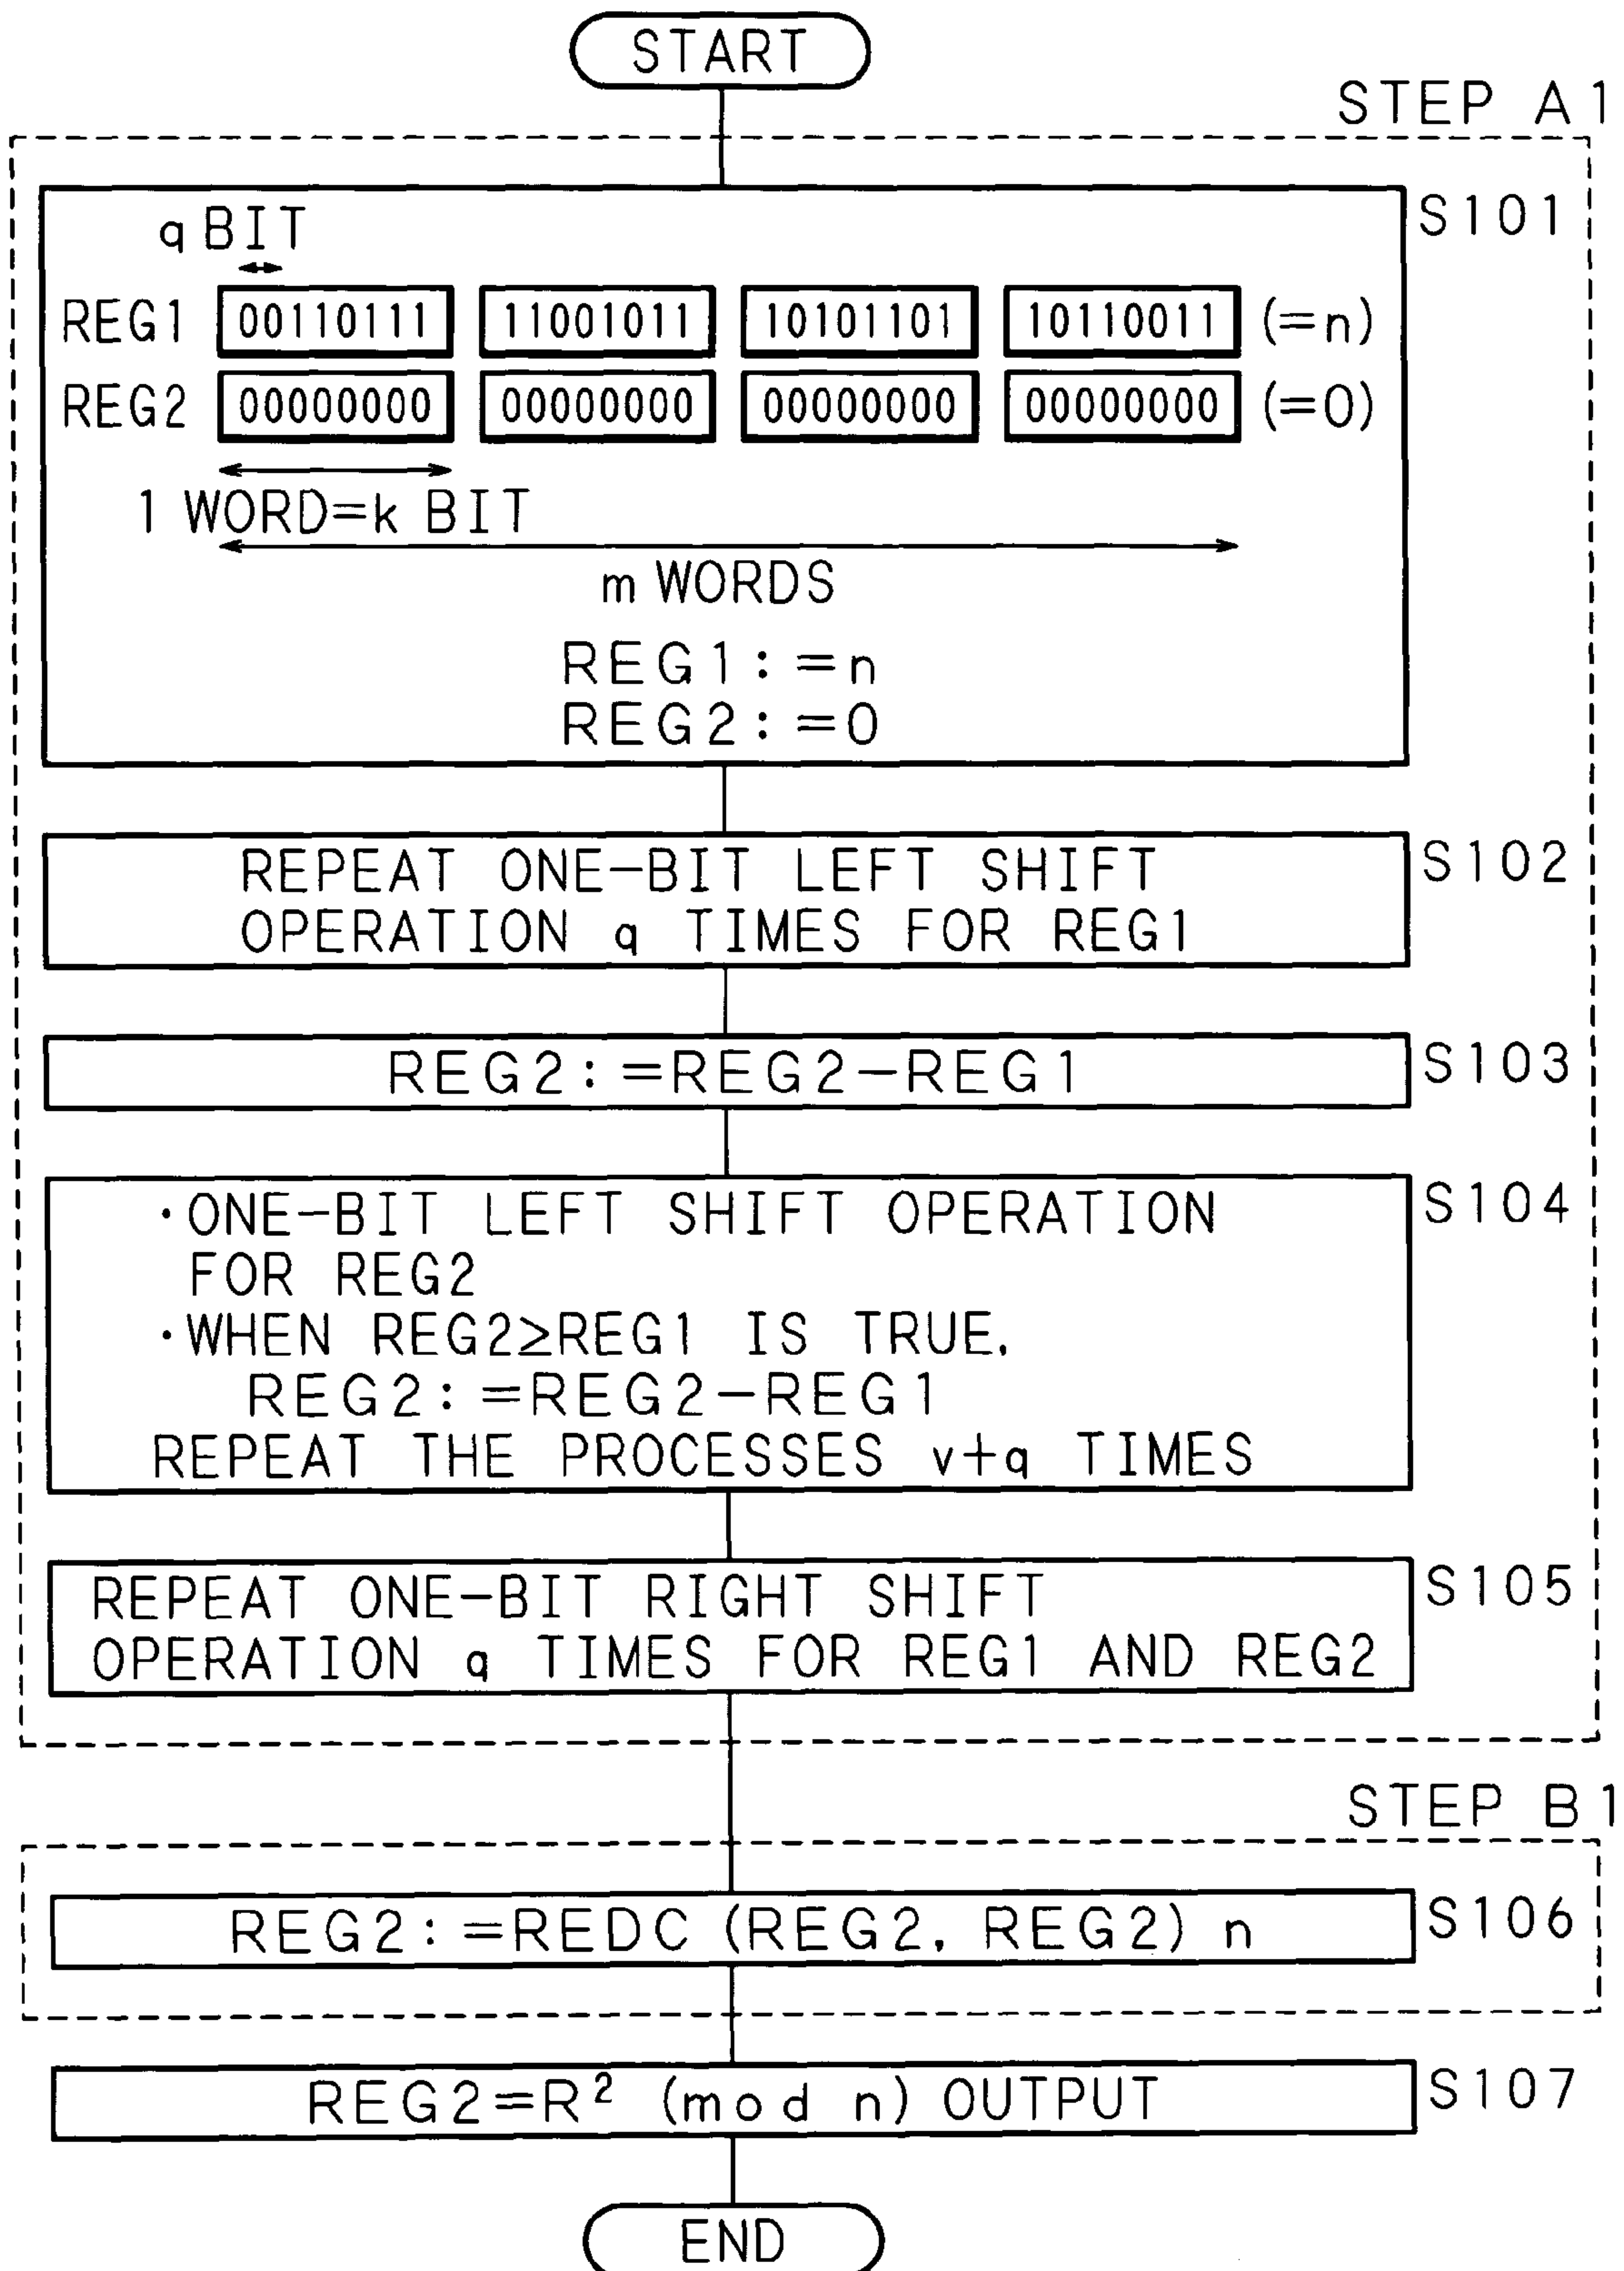 START
STEP A1
S101
q BIT
REG1 00110111 11001011 10101101 10110011 (=n)
REG2 00000000 00000000 00000000 00000000 (=0)
1 WORD=k BIT
m WORDS
REG1:=n
REG2:=0
REPEAT ONE-BIT LEFT SHIFT S102
OPERATION q TIMES FOR REG1
REG2:=REG2-REG1 S103
·ONE-BIT LEFT SHIFT OPERATION S104
FOR REG2
·WHEN REG2≥REG1 IS TRUE.
REG2:=REG2-REG1
REPEAT THE PROCESSES v+q TIMES
REPEAT ONE-BIT RIGHT SHIFT S105
OPERATION q TIMES FOR REG1 AND REG2
STEP B1
REG2:=REDC (REG2, REG2) n S106
REG2=R² (mod n) OUTPUT S107
END